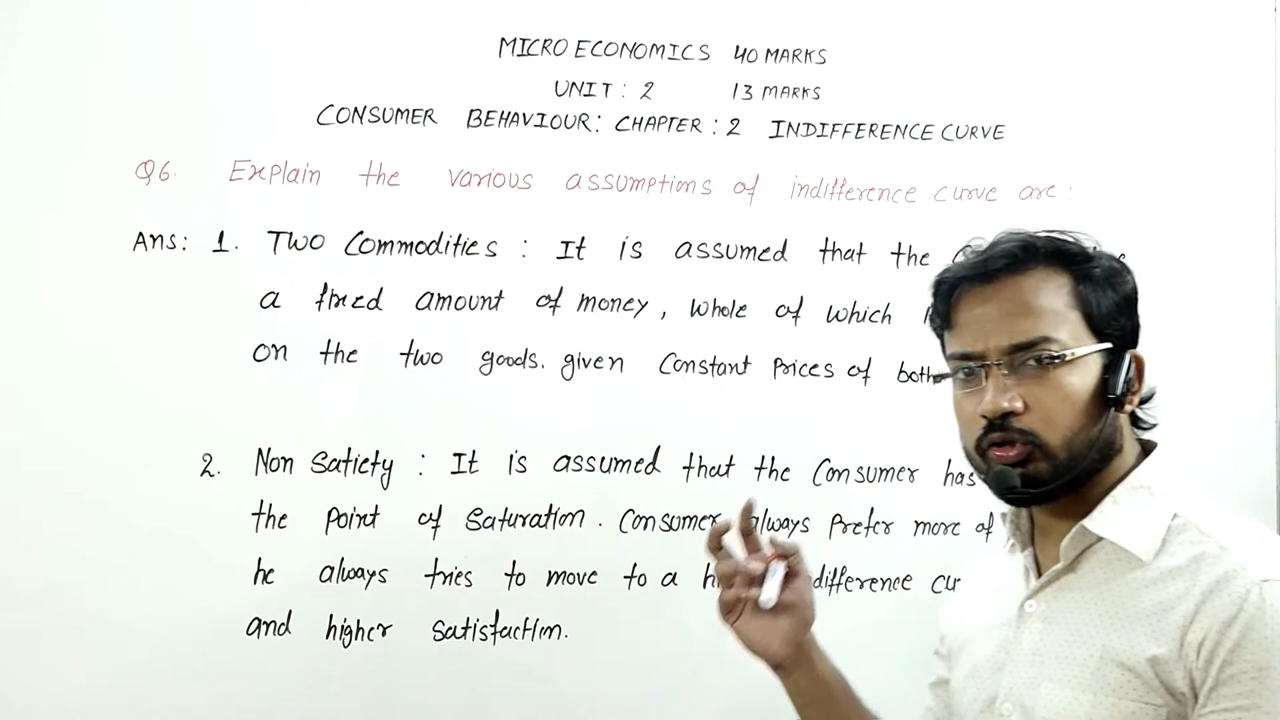 MICRO ECONOMICS 40 MARKS
UNIT : 2 13 MARKS
CONSUMER BEHAVIOUR: CHAPTER : 2 INDIFFERENCE CURVE
Q6. Explain the various assumptions of indifference curve are :
Ans: 1. Two Commodities : It is assumed that the
a fixed amount of money, whole of which
on the two goods. given Constant Prices of both
2. Non Satiety : It is assumed that the Consumer has
the Point of Saturation. Consumer always Prefer more of
he always tries to move to a
and higher satisfaction.